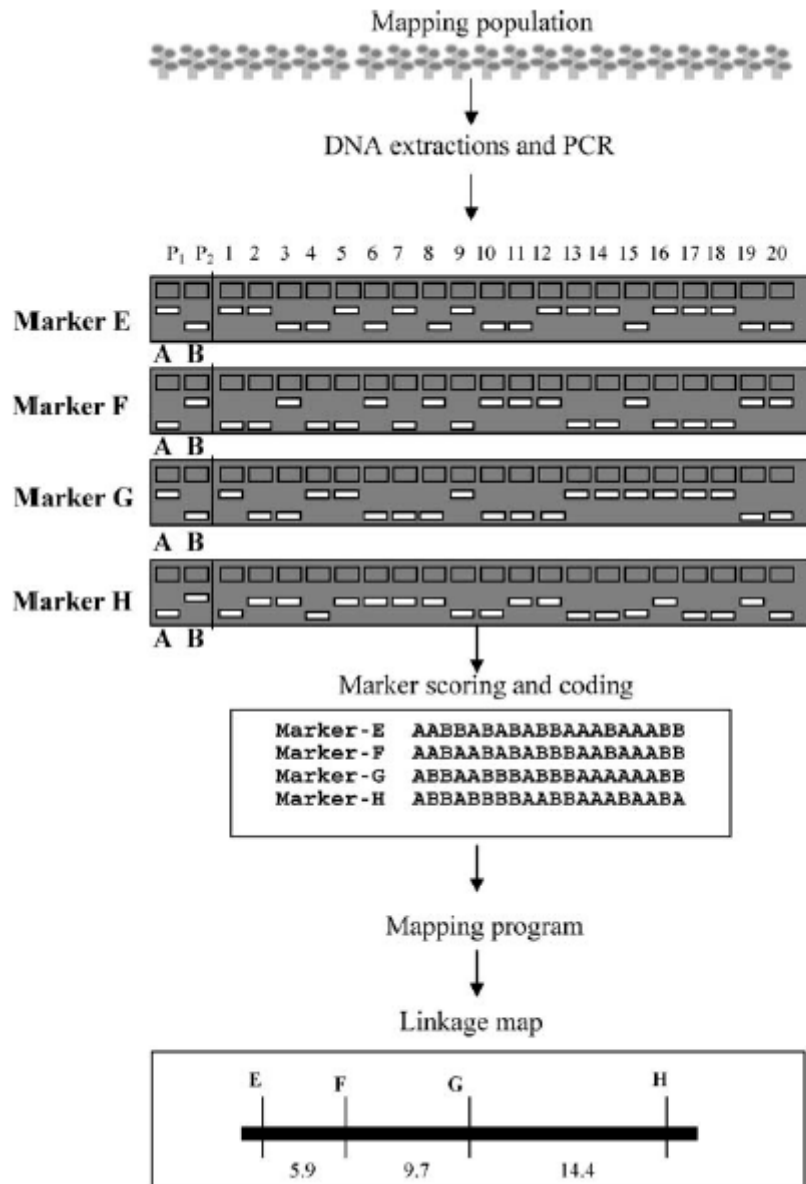 Mapping population
DNA extractions and PCR
P1 P2 1 2 3 4 5 6 7 8 9 10 11 12 13 14 15 16 17 18 19 20
Marker E
A B
Marker F
A B
Marker G
A B
Marker H
A B
Marker scoring and coding
Marker-E AABBABABABBAAABAAABB
Marker-F AABAABABABBBAABAAABB
Marker-G ABBAABBBABBBAAAAAABB
Marker-H ABBABBBBAABBAAABAABA
Mapping program
Linkage map
E F G H
5.9 9.7 14.4